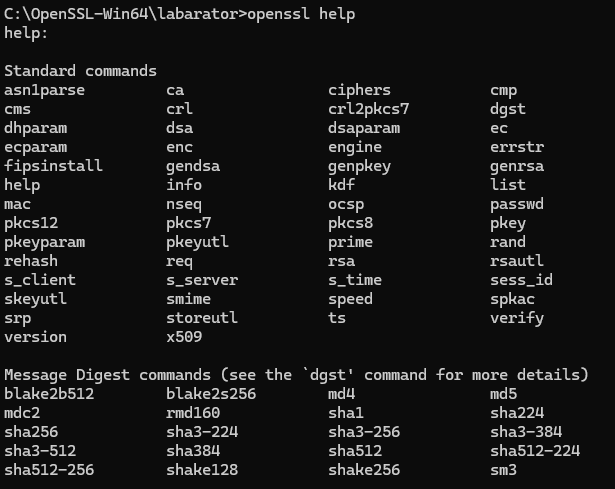 C:\OpenSSL-Win64\labarator>openssl help
help:
Standard commands
asn1parse ca ciphers cmp
cms crl crl2pkcs7 dgst
dhparam dsa dsaparam ec
ecparam enc engine errstr
fipsinstall gendsa genpkey genrsa
help info kdf list
mac nseq ocsp passwd
pkcs12 pkcs7 pkcs8 pkey
pkeyparam pkeyutl prime rand
rehash req rsa rsautl
s_client s_server s_time sess_id
skeyutl smime speed spkac
srp storeutl ts verify
version x509
Message Digest commands (see the `dgst' command for more details)
blake2b512 blake2s256 md4 md5
mdc2 rmd160 sha1 sha224
sha256 sha3-224 sha3-256 sha3-384
sha3-512 sha384 sha512 sha512-224
sha512-256 shake128 shake256 sm3